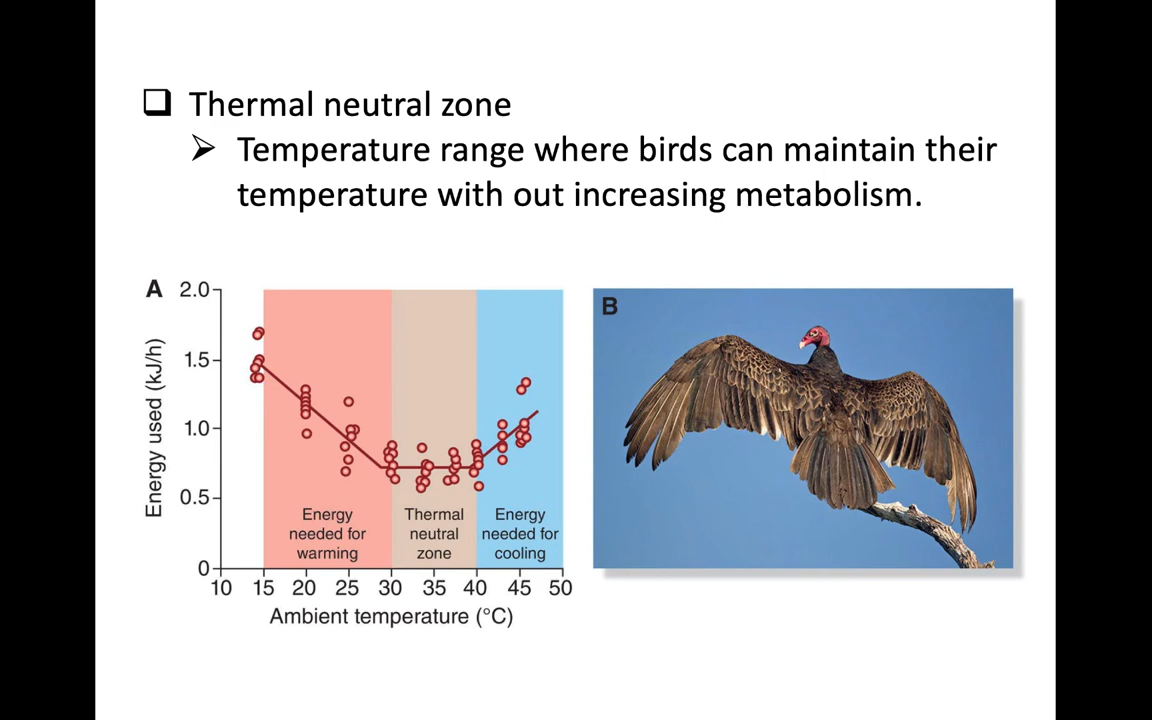 Thermal neutral zone
Temperature range where birds can maintain their
temperature with out increasing metabolism.
A
2.0
1.5
1.0
0.5
0
Energy used (kJ/h)
Energy
needed for
warming
Thermal
neutral
zone
Energy
needed for
cooling
10 15 20 25 30 35 40 45 50
Ambient temperature (°C)
B